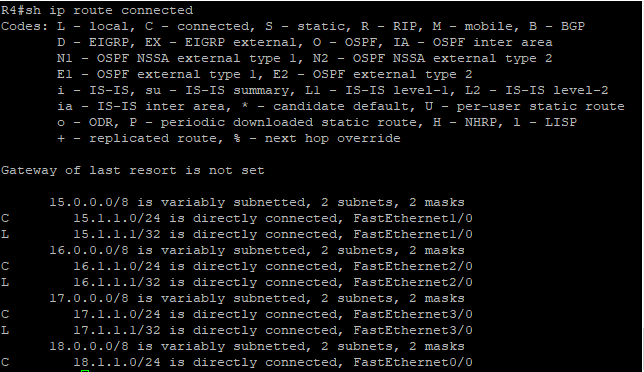 R4#sh ip route connected
Codes: L - local, C - connected, S - static, R - RIP, M - mobile, B - BGP
       D - EIGRP, EX - EIGRP external, O - OSPF, IA - OSPF inter area
       N1 - OSPF NSSA external type 1, N2 - OSPF NSSA external type 2
       E1 - OSPF external type 1, E2 - OSPF external type 2
       i - IS-IS, su - IS-IS summary, L1 - IS-IS level-1, L2 - IS-IS level-2
       ia - IS-IS inter area, * - candidate default, U - per-user static route
       o - ODR, P - periodic downloaded static route, H - NHRP, l - LISP
       + - replicated route, % - next hop override
Gateway of last resort is not set
      15.0.0.0/8 is variably subnetted, 2 subnets, 2 masks
C        15.1.1.0/24 is directly connected, FastEthernet1/0
L        15.1.1.1/32 is directly connected, FastEthernet1/0
      16.0.0.0/8 is variably subnetted, 2 subnets, 2 masks
C        16.1.1.0/24 is directly connected, FastEthernet2/0
L        16.1.1.1/32 is directly connected, FastEthernet2/0
      17.0.0.0/8 is variably subnetted, 2 subnets, 2 masks
C        17.1.1.0/24 is directly connected, FastEthernet3/0
L        17.1.1.1/32 is directly connected, FastEthernet3/0
      18.0.0.0/8 is variably subnetted, 2 subnets, 2 masks
C        18.1.1.0/24 is directly connected, FastEthernet0/0